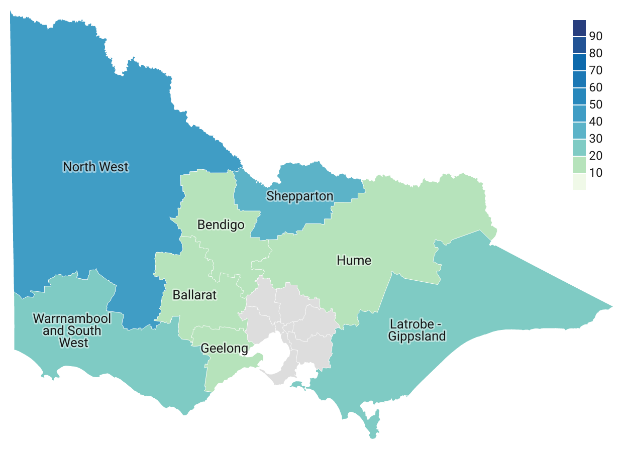 90
80
70
60
50
40
30
20
10
North West
Shepparton
Bendigo
Hume
Ballarat
Warrnambool
and South
West
Latrobe -
Gippsland
Geelong